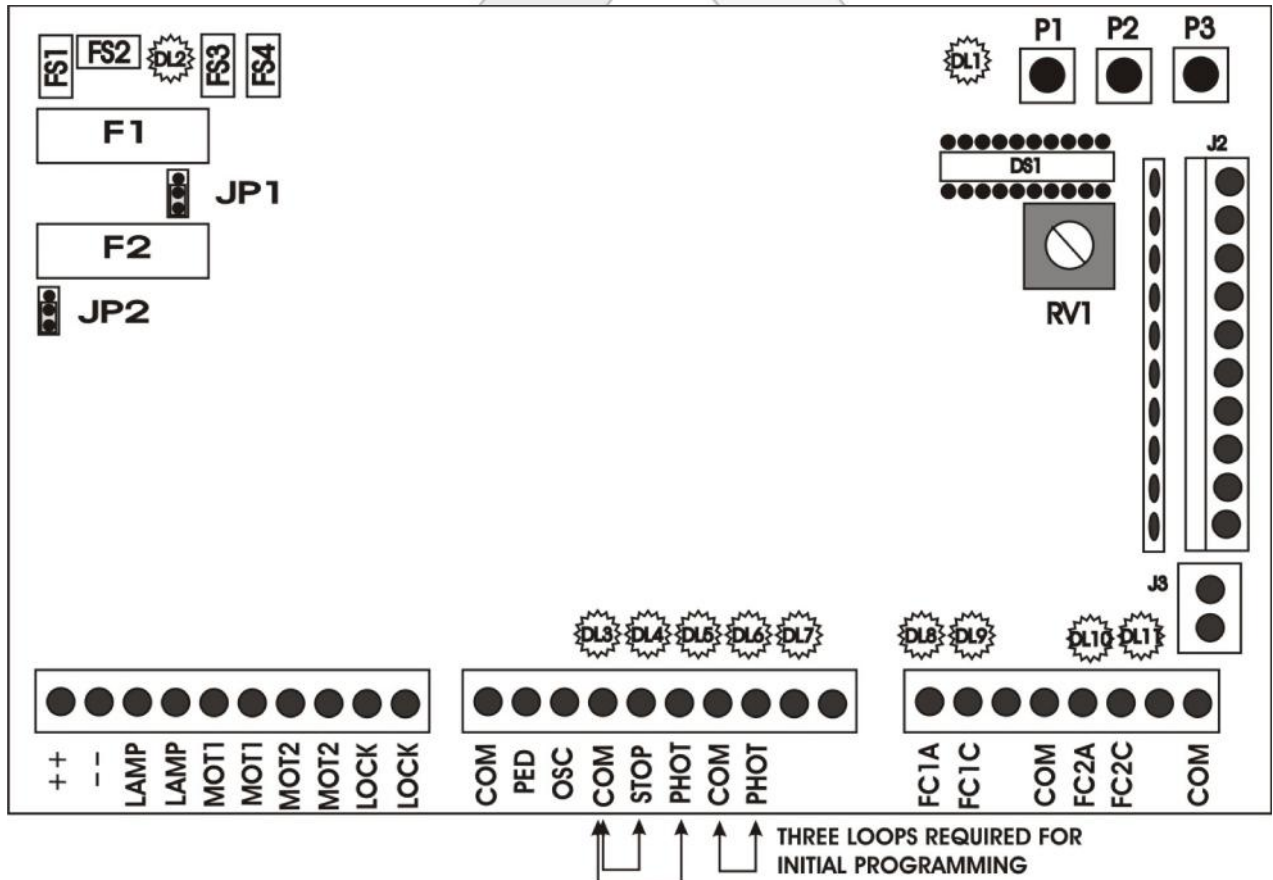 P1 P2 P3
FS1 FS2 DL2 FS3 FS4 DL1
F1
J2
DS1
JP1
F2
RV1
JP2
J3
DL3 DL4 DL5 DL6 DL7 DL8 DL9 DL10 DL11
++ -- LAMP LAMP MOT1 MOT1 MOT2 MOT2 LOCK LOCK COM PED OSC COM STOP PHOT COM PHOT FC1A FC1C COM FC2A FC2C COM
THREE LOOPS REQUIRED FOR
INITIAL PROGRAMMING